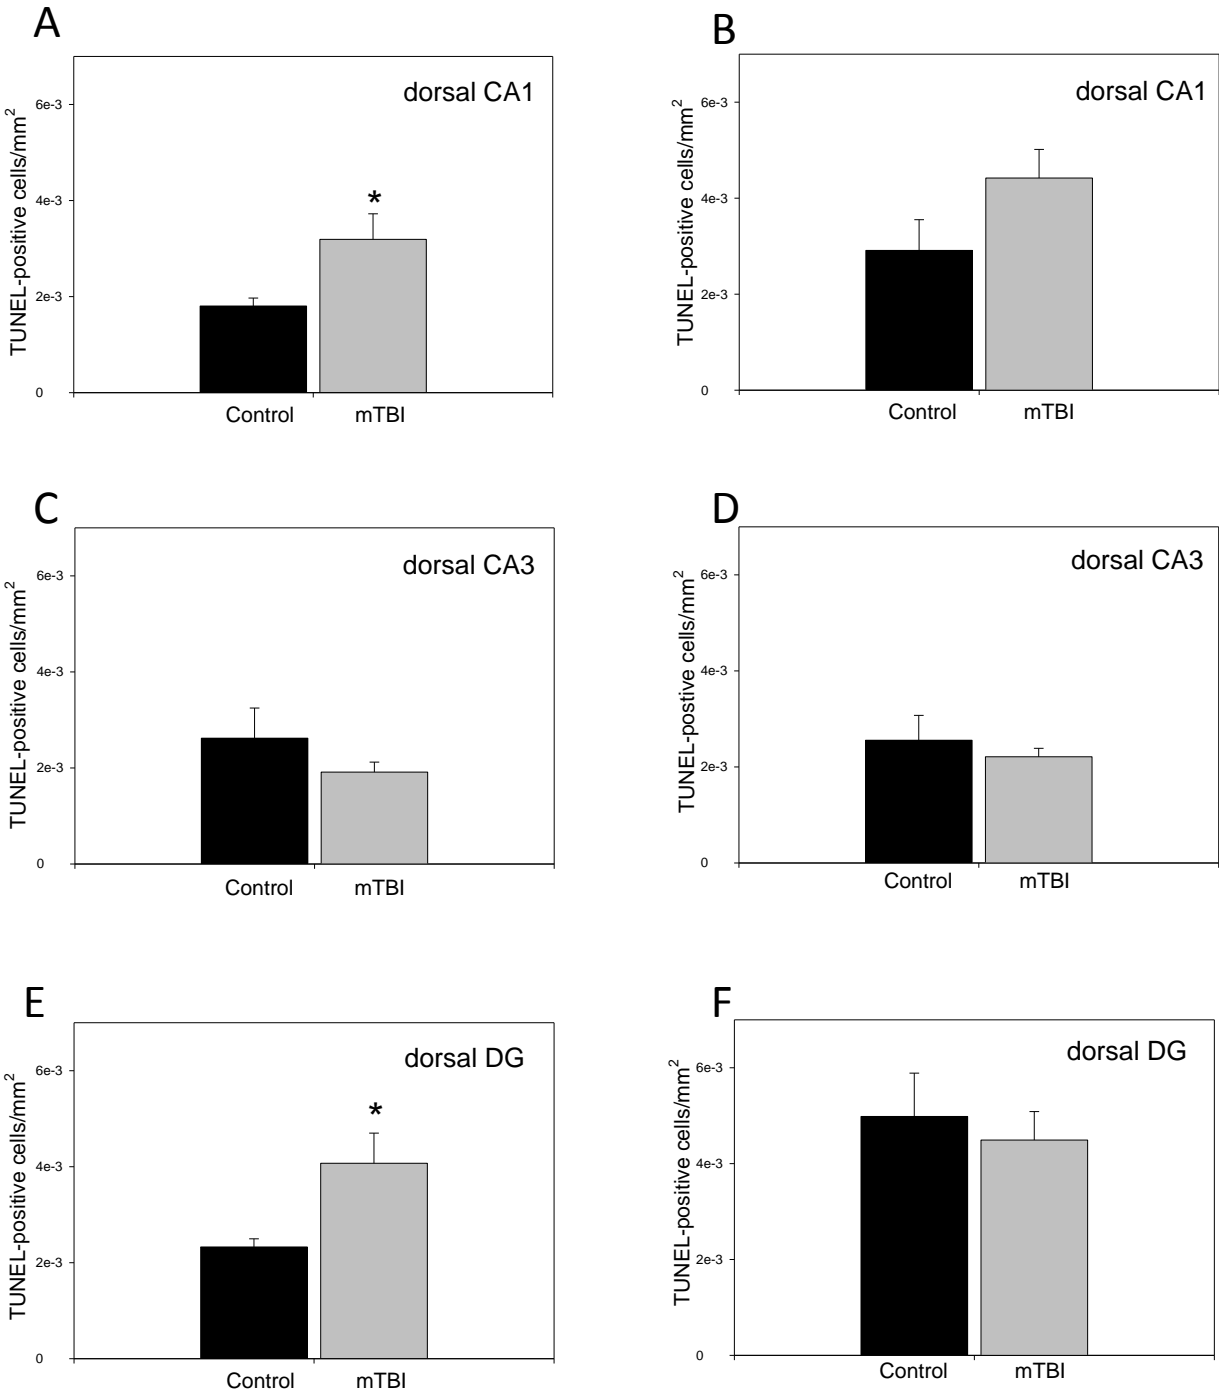 A
dorsal CA1
TUNEL-positive cells/mm²
6e-3
4e-3
2e-3
0
*
Control mTBI
B
dorsal CA1
TUNEL-positive cells/mm²
6e-3
4e-3
2e-3
0
Control mTBI
C
dorsal CA3
TUNEL-positive cells/mm²
6e-3
4e-3
2e-3
0
Control mTBI
D
dorsal CA3
TUNEL-postive cells/mm²
6e-3
4e-3
2e-3
0
Control mTBI
E
dorsal DG
TUNEL-positive cells/mm²
6e-3
4e-3
2e-3
0
*
Control mTBI
F
dorsal DG
TUNEL-positive cells/mm²
6e-3
4e-3
2e-3
0
Control mTBI